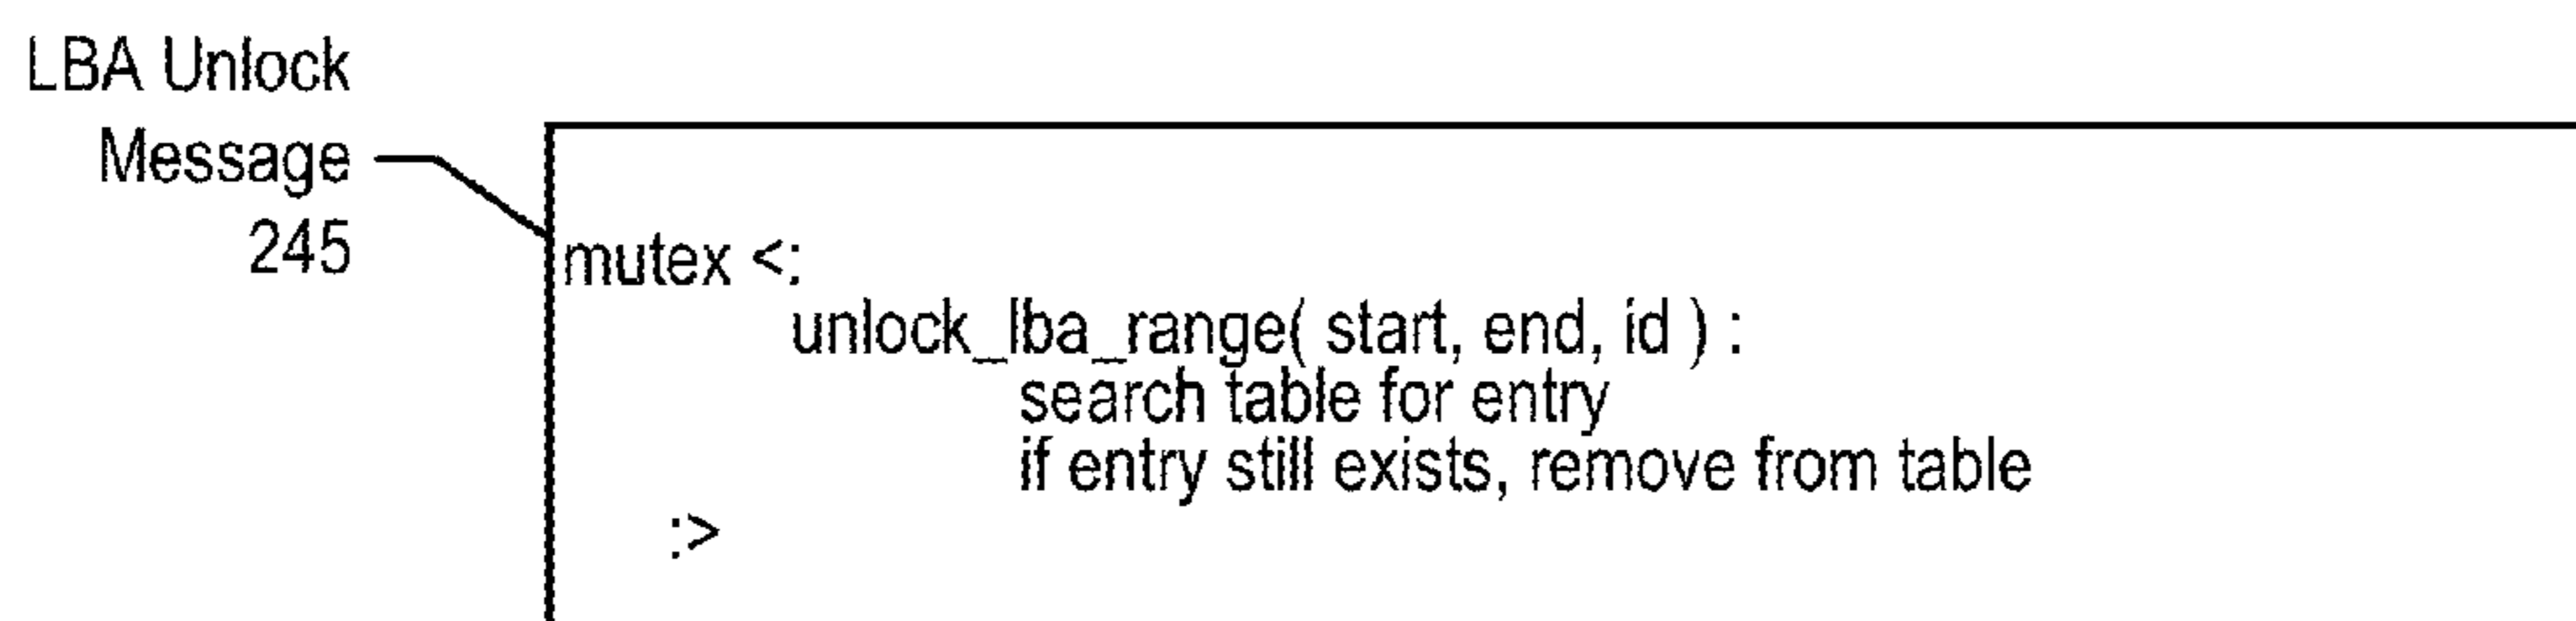 LBA Unlock
Message
245
mutex <:
unlock_lba_range( start, end, id ) :
search table for entry
if entry still exists, remove from table
:>